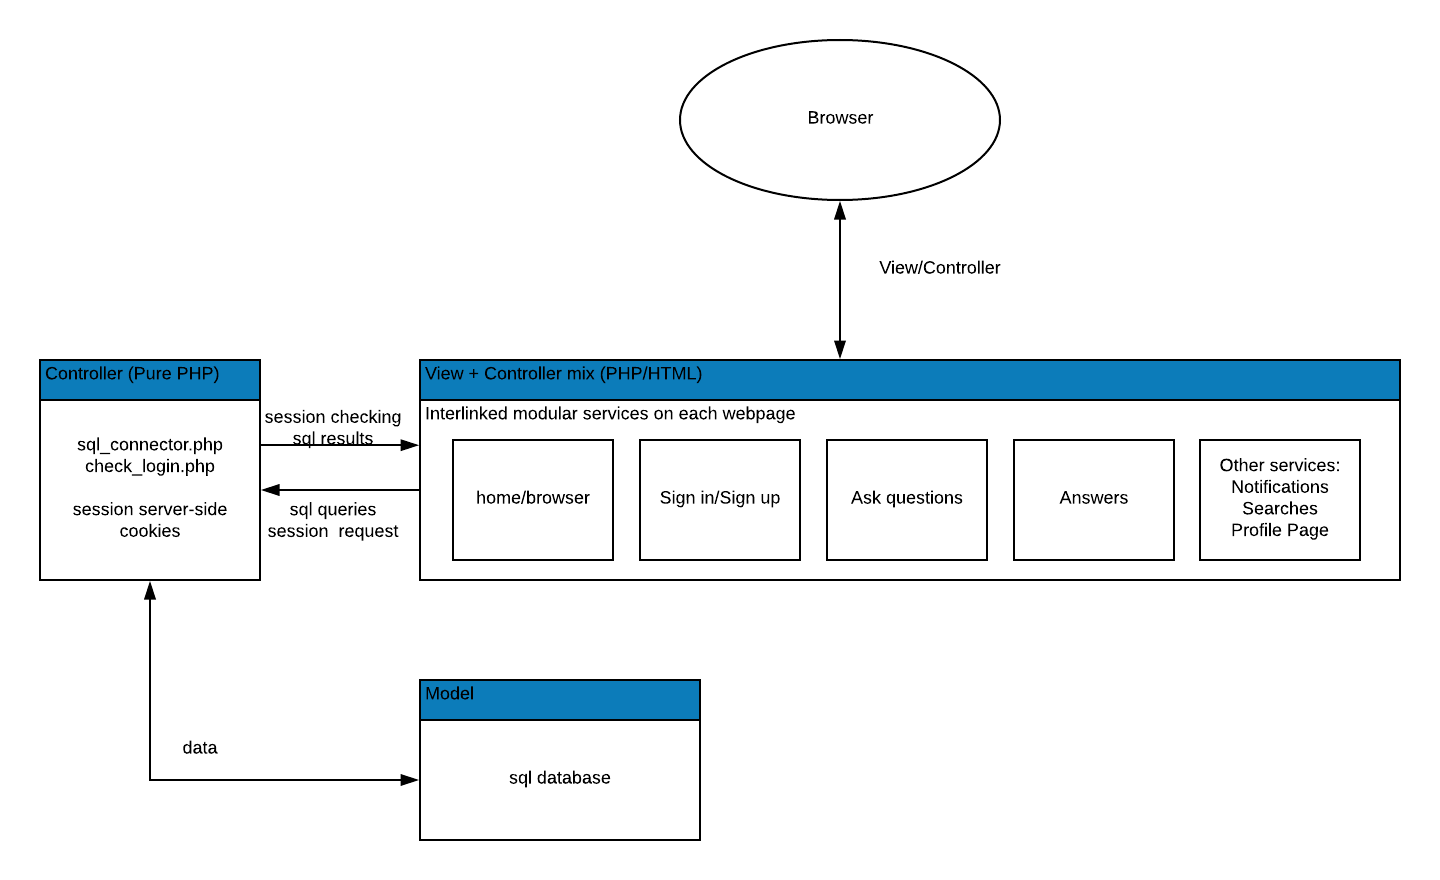 Browser
View/Controller
Controller (Pure PHP)
sql_connector.php
check_login.php
session server-side
cookies
session checking
sql results
sql queries
session  request
View + Controller mix (PHP/HTML)
Interlinked modular services on each webpage
home/browser
Sign in/Sign up
Ask questions
Answers
Other services:
Notifications
Searches
Profile Page
data
Model
sql database